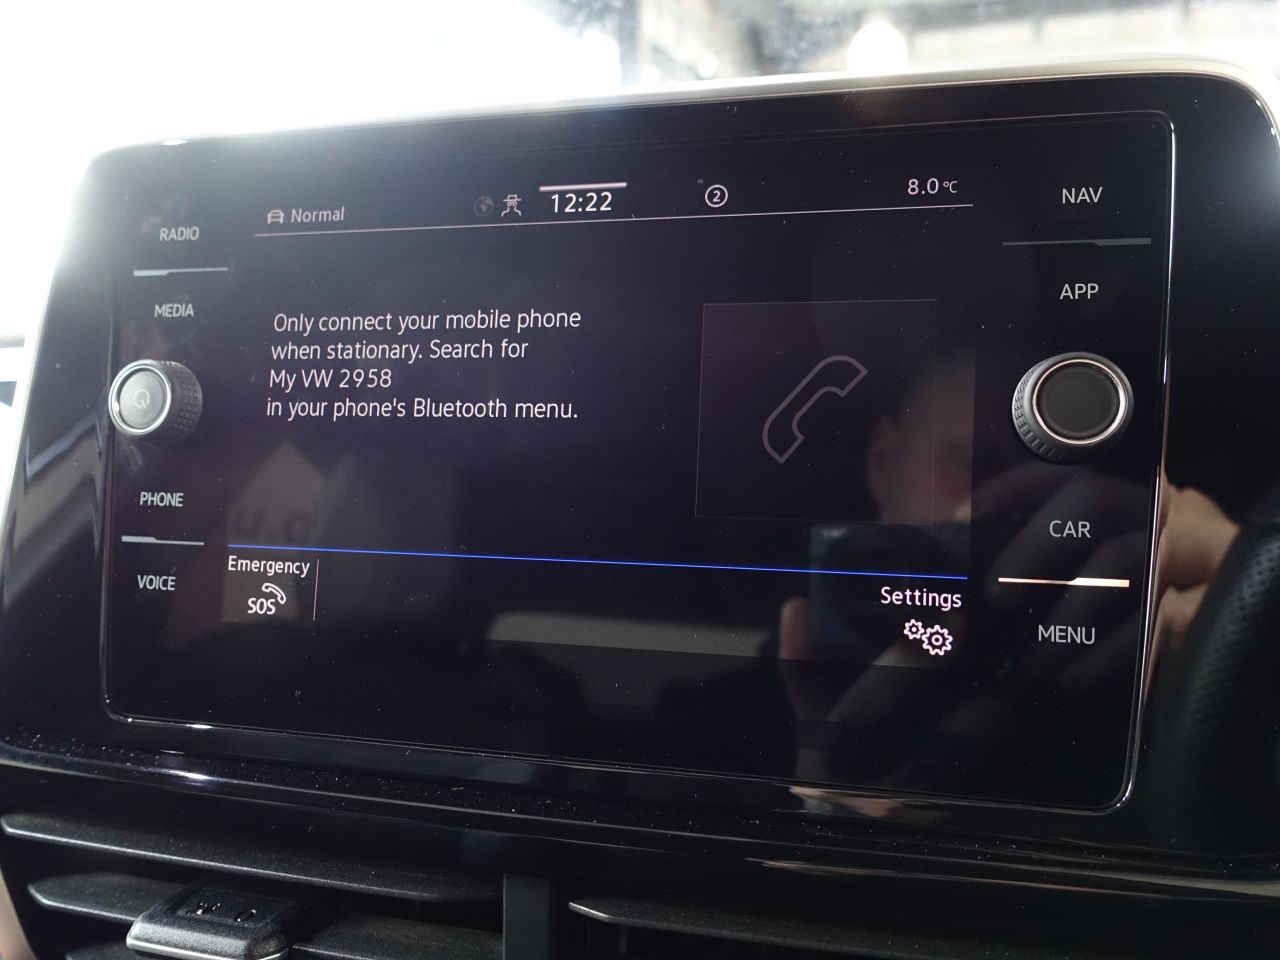 Normal
12:22
2
8.0 °C
RADIO
MEDIA
PHONE
VOICE
Only connect your mobile phone
when stationary. Search for
My VW 2958
in your phone's Bluetooth menu.
Emergency
SOS
Settings
NAV
APP
CAR
MENU